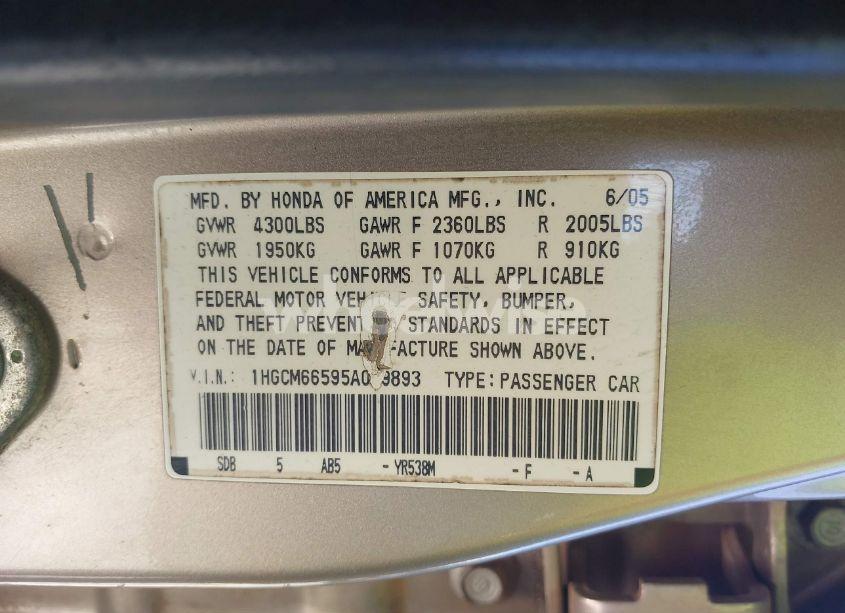 MFD. BY HONDA OF AMERICA MFG., INC. 6/05
GVWR 4300LBS GAWR F 2360LBS R 2005LBS
GVWR 1950KG GAWR F 1070KG R 910KG
THIS VEHICLE CONFORMS TO ALL APPLICABLE
FEDERAL MOTOR SAFETY, BUMPER,
AND THEFT STANDARDS IN EFFECT
ON THE DATE OF SHOWN ABOVE.
V.I.N.: TYPE: PASSENGER CAR
SDB 5 AB5 - YR538M - F - A